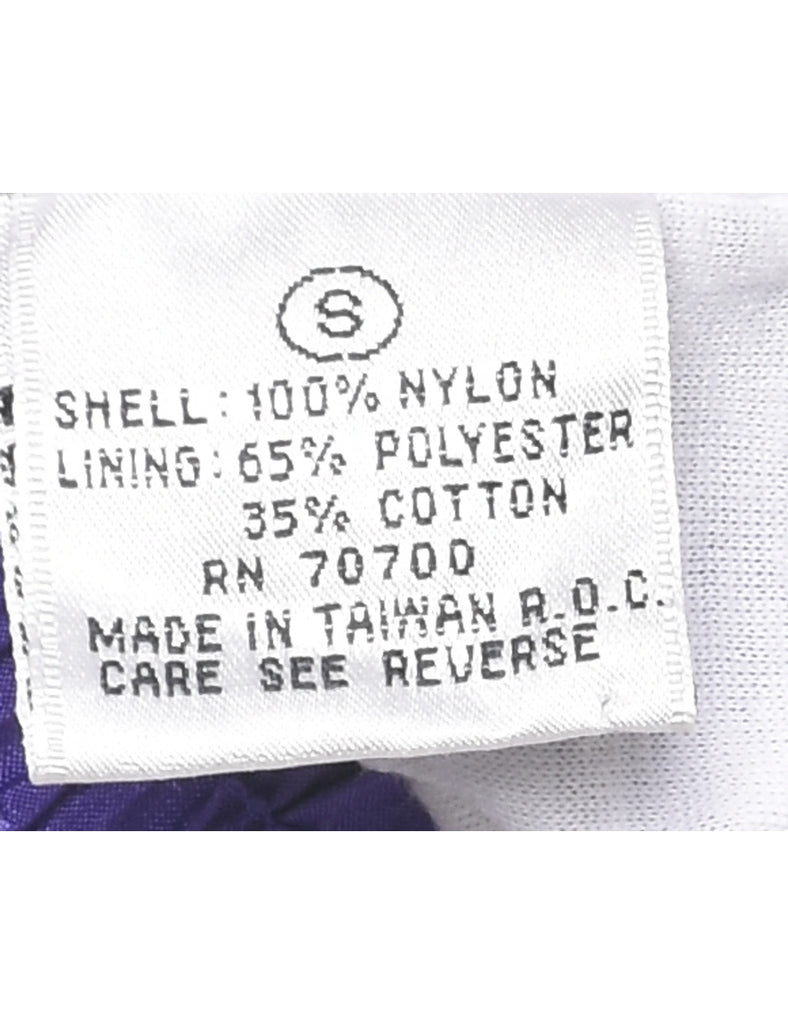 S
SHELL: 100% NYLON
LINING: 65% POLYESTER
35% COTTON
RN 70700
MADE IN TAIWAN R.O.C.
CARE SEE REVERSE